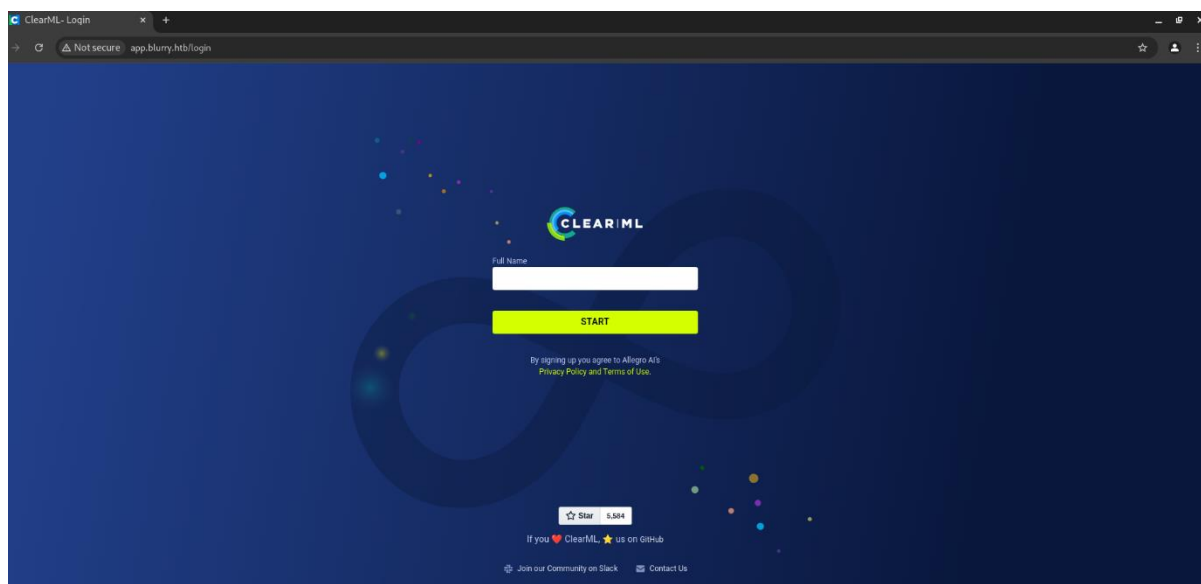 ClearML- Login
Not secure app.blurry.htb/login
CLEAR|ML
Full Name
START
By signing up you agree to Allegro AI's
Privacy Policy and Terms of Use.
Star 5,584
If you ❤️ ClearML, ⭐ us on GitHub
Join our Community on Slack Contact Us